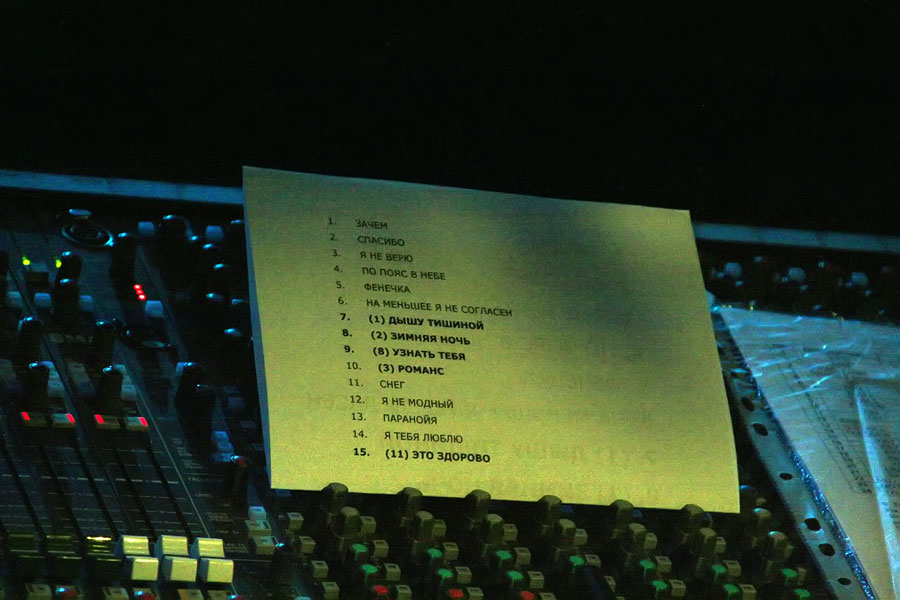 1. ЗАЧЕМ
2. СПАСИБО
3. Я НЕ ВЕРЮ
4. ПО ПОЯС В НЕБЕ
5. ФЕНЕЧКА
6. НА МЕНЬШЕЕ Я НЕ СОГЛАСЕН
7. (1) ДЫШУ ТИШИНОЙ
8. (2) ЗИМНЯЯ НОЧЬ
9. (8) УЗНАТЬ ТЕБЯ
10. (3) РОМАНС
11. СНЕГ
12. Я НЕ МОДНЫЙ
13. ПАРАНОЙЯ
14. Я ТЕБЯ ЛЮБЛЮ
15. (11) ЭТО ЗДОРОВО